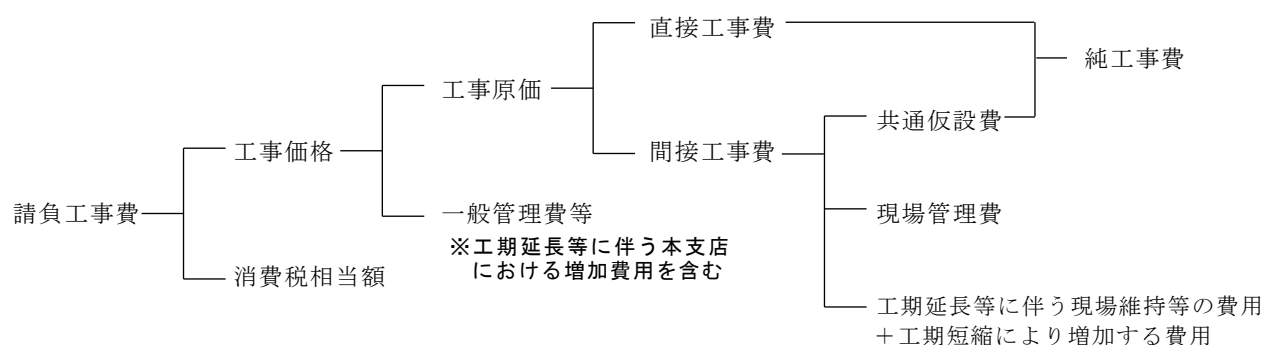 直接工事費
純工事費
工事原価
共通仮設費
工事価格
間接工事費
請負工事費
一般管理費等
現場管理費
※工期延長等に伴う本支店
における増加費用を含む
消費税相当額
工期延長等に伴う現場維持等の費用
＋工期短縮により増加する費用